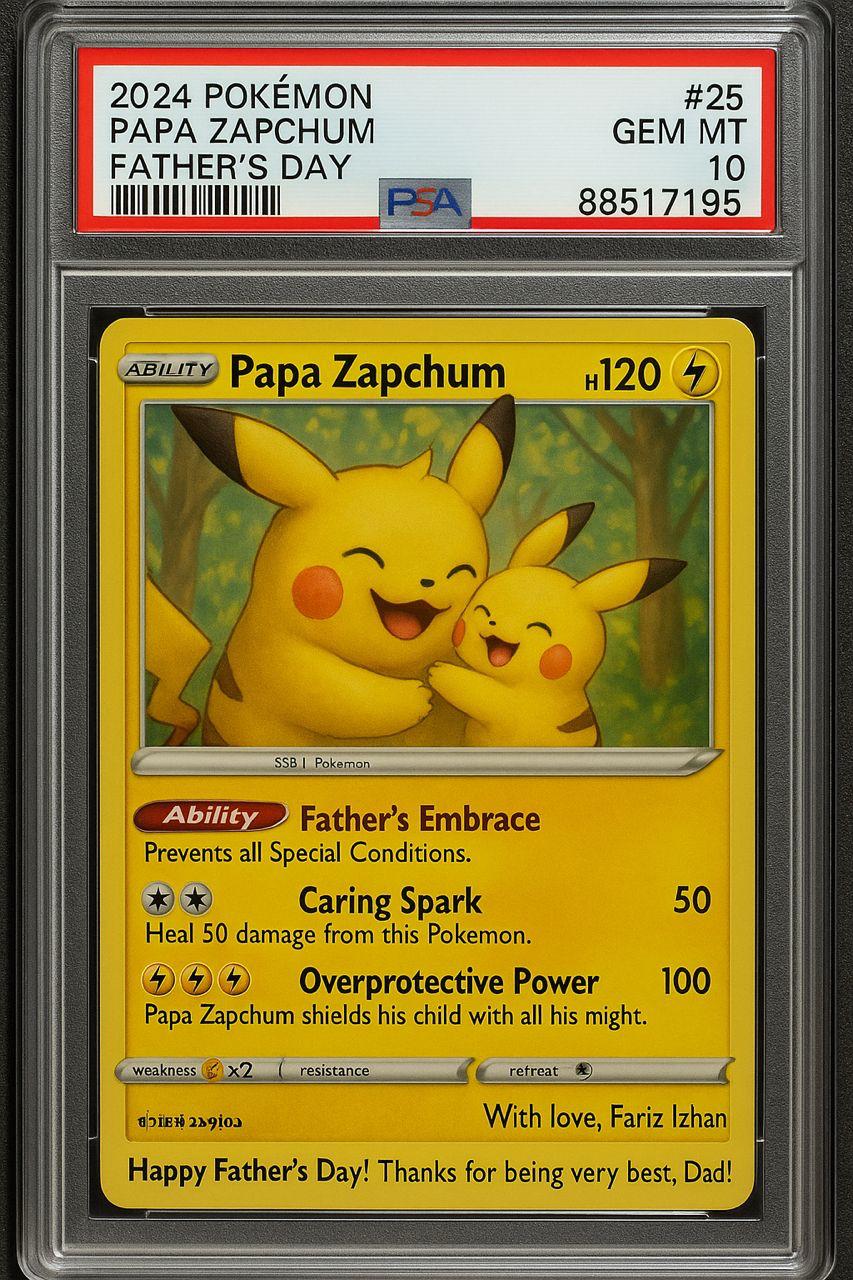 2024 POKÉMON #25
PAPA ZAPCHUM GEM MT
FATHER'S DAY 10
PSA 88517195
ABILITY Papa Zapchum H120
SSB | Pokemon
Ability Father's Embrace
Prevents all Special Conditions.
Caring Spark 50
Heal 50 damage from this Pokemon.
Overprotective Power 100
Papa Zapchum shields his child with all his might.
weakness x2 resistance refreat
With love, Fariz Izhan
Happy Father's Day! Thanks for being very best, Dad!